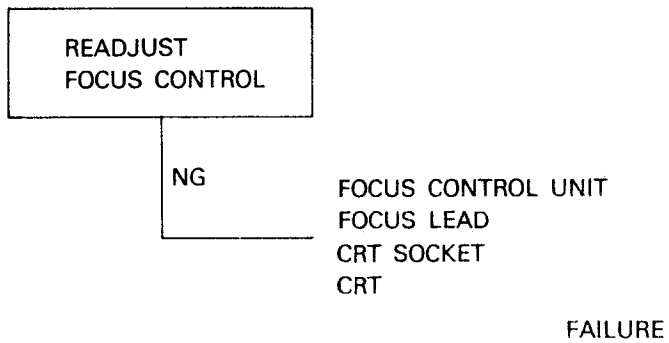 READJUST
FOCUS CONTROL
NG
FOCUS CONTROL UNIT
FOCUS LEAD
CRT SOCKET
CRT
FAILURE